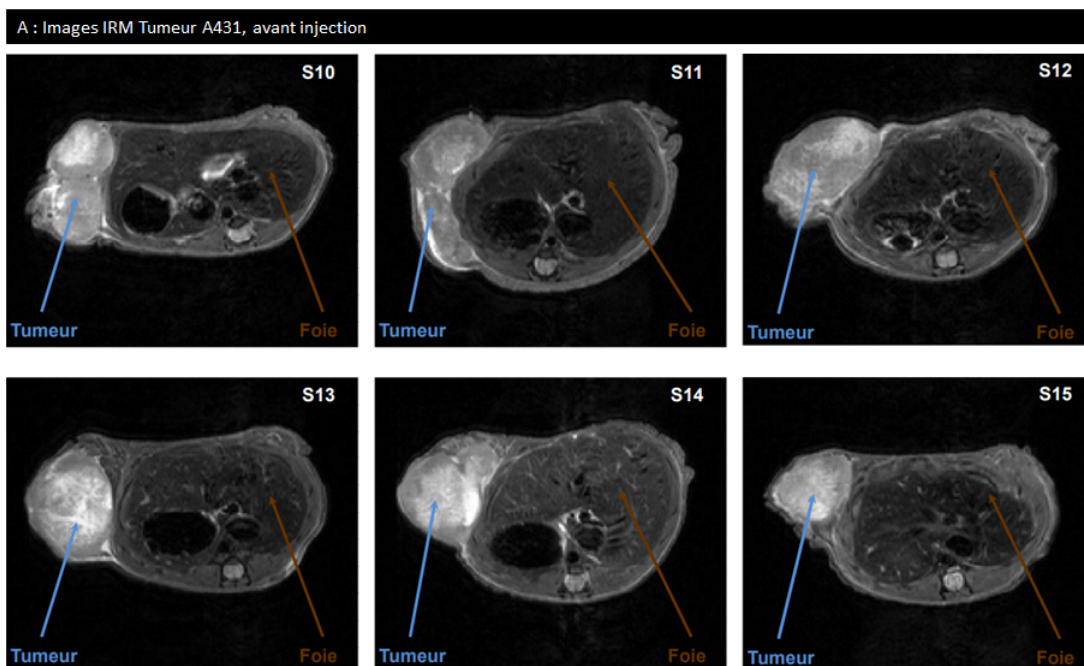 A : Images IRM Tumeur A431, avant injection
S10
S11
S12
Tumeur
Foie
Tumeur
Foie
Tumeur
Foie
S13
S14
S15
Tumeur
Foie
Tumeur
Foie
Tumeur
Foie